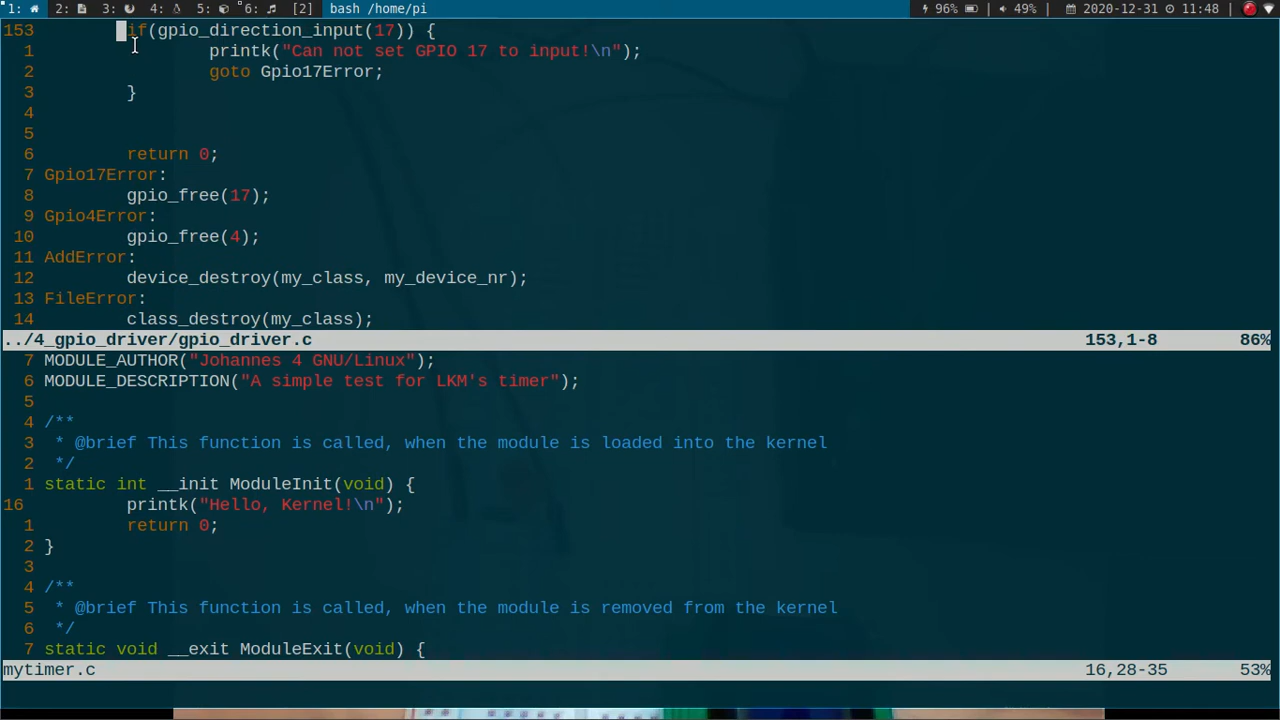 1: 2: 3: 4: 5: 6: [2] bash /home/pi 96% 49% 2020-12-31 11:48
153 if(gpio_direction_input(17)) {
1 printk("Can not set GPIO 17 to input!\n");
2 goto Gpio17Error;
3 }
4
5
6 return 0;
7 Gpio17Error:
8 gpio_free(17);
9 Gpio4Error:
10 gpio_free(4);
11 AddError:
12 device_destroy(my_class, my_device_nr);
13 FileError:
14 class_destroy(my_class);
../4_gpio_driver/gpio_driver.c 153,1-8 86%
7 MODULE_AUTHOR("Johannes 4 GNU/Linux");
6 MODULE_DESCRIPTION("A simple test for LKM's timer");
5
4 /**
3 * @brief This function is called, when the module is loaded into the kernel
2 */
1 static int __init ModuleInit(void) {
16 printk("Hello, Kernel!\n");
1 return 0;
2 }
3
4 /**
5 * @brief This function is called, when the module is removed from the kernel
6 */
7 static void __exit ModuleExit(void) {
mytimer.c 16,28-35 53%